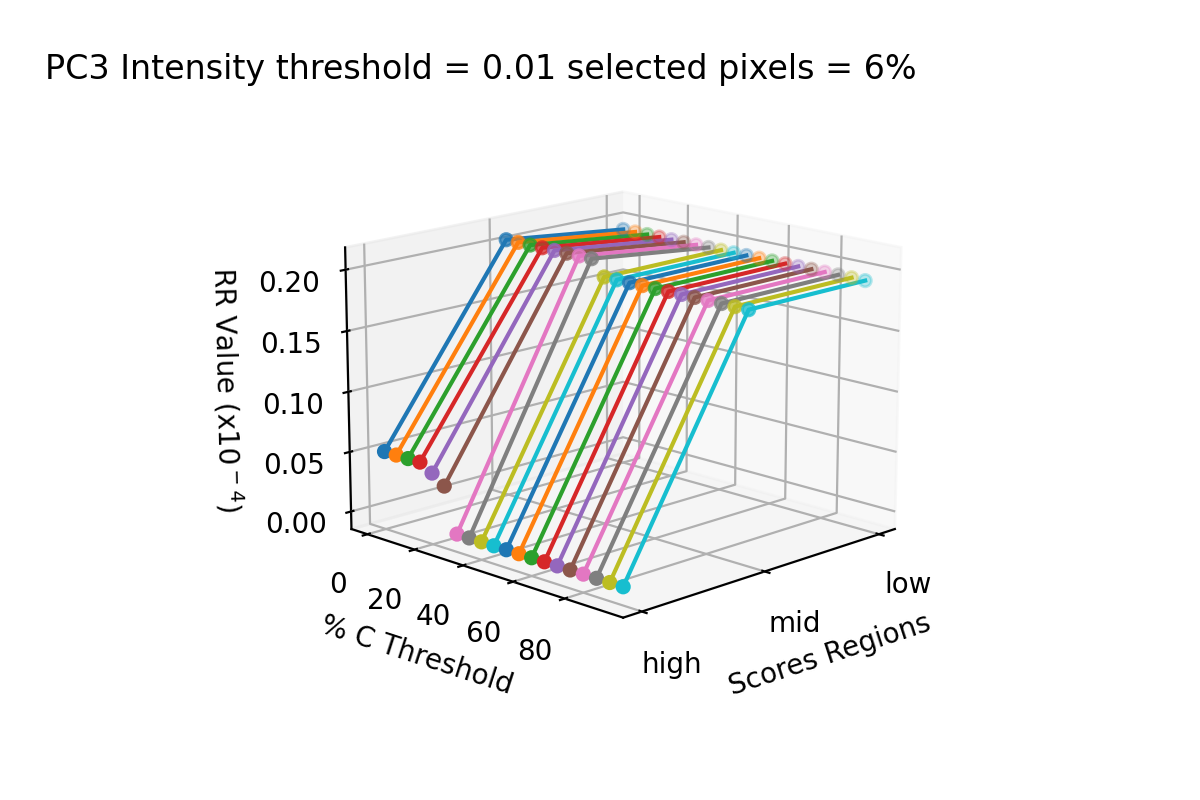 PC3 Intensity threshold = 0.01 selected pixels = 6%
RR Value (x10⁻⁴)
0.20
0.15
0.10
0.05
0.00
0
20
40
60
80
% C Threshold
high
mid
low
Scores Regions